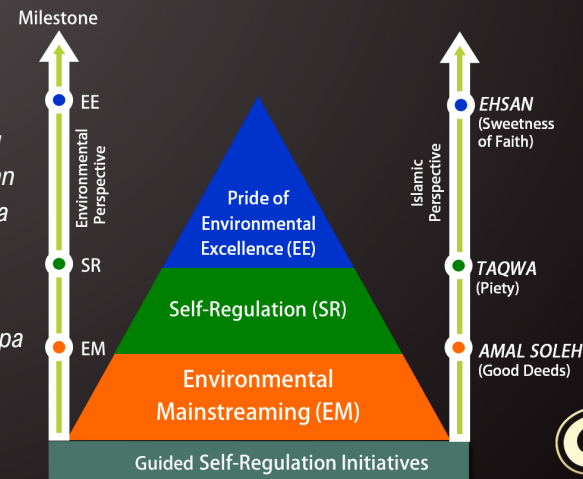 Milestone
EE
SR
EM
Environmental
Perspective
Pride of
Environmental
Excellence (EE)
Self-Regulation (SR)
Environmental
Mainstreaming (EM)
Guided Self-Regulation Initiatives
Islamic
Perspective
EHSAN
(Sweetness
of Faith)
TAQWA
(Piety)
AMAL SOLEH
(Good Deeds)